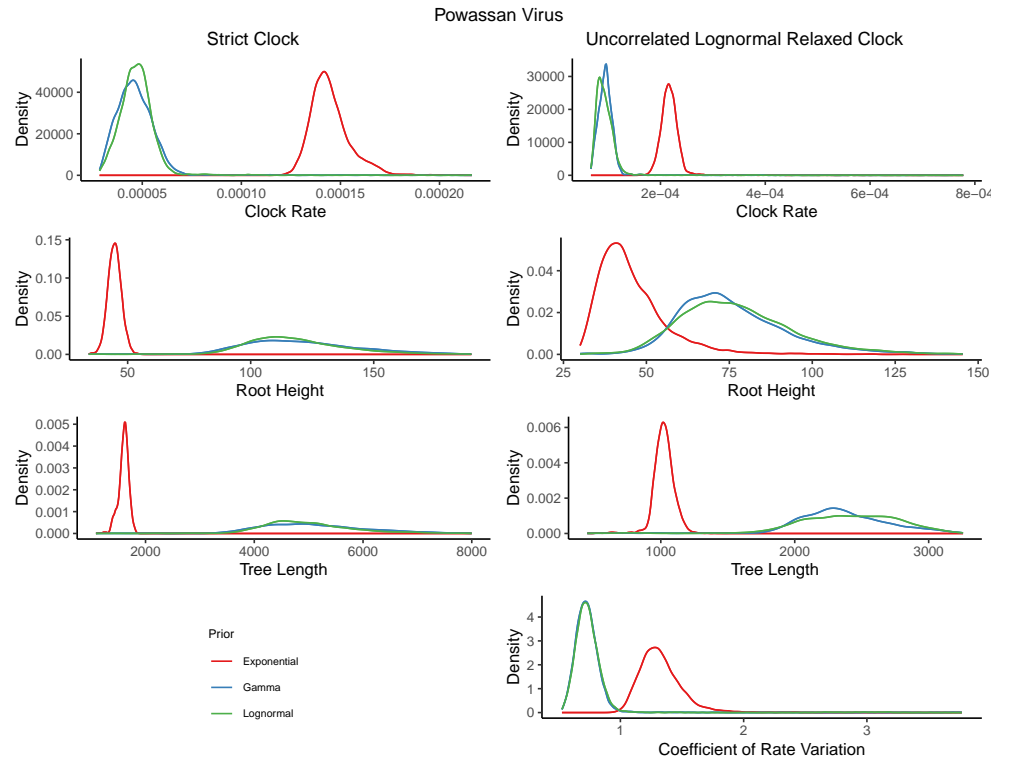 Powassan Virus
Strict Clock
Uncorrelated Lognormal Relaxed Clock
Density
40000
20000
0
0.00005 0.00010 0.00015 0.00020
Clock Rate
Density
30000
20000
10000
0
2e−04 4e−04 6e−04 8e−04
Clock Rate
Density
0.15
0.10
0.05
0.00
50 100 150
Root Height
Density
0.04
0.02
0.00
25 50 75 100 125 150
Root Height
Density
0.005
0.004
0.003
0.002
0.001
0.000
2000 4000 6000 8000
Tree Length
Density
0.006
0.004
0.002
0.000
1000 2000 3000
Tree Length
Prior
Exponential
Gamma
Lognormal
Density
4
3
2
1
0
1 2 3
Coefficient of Rate Variation